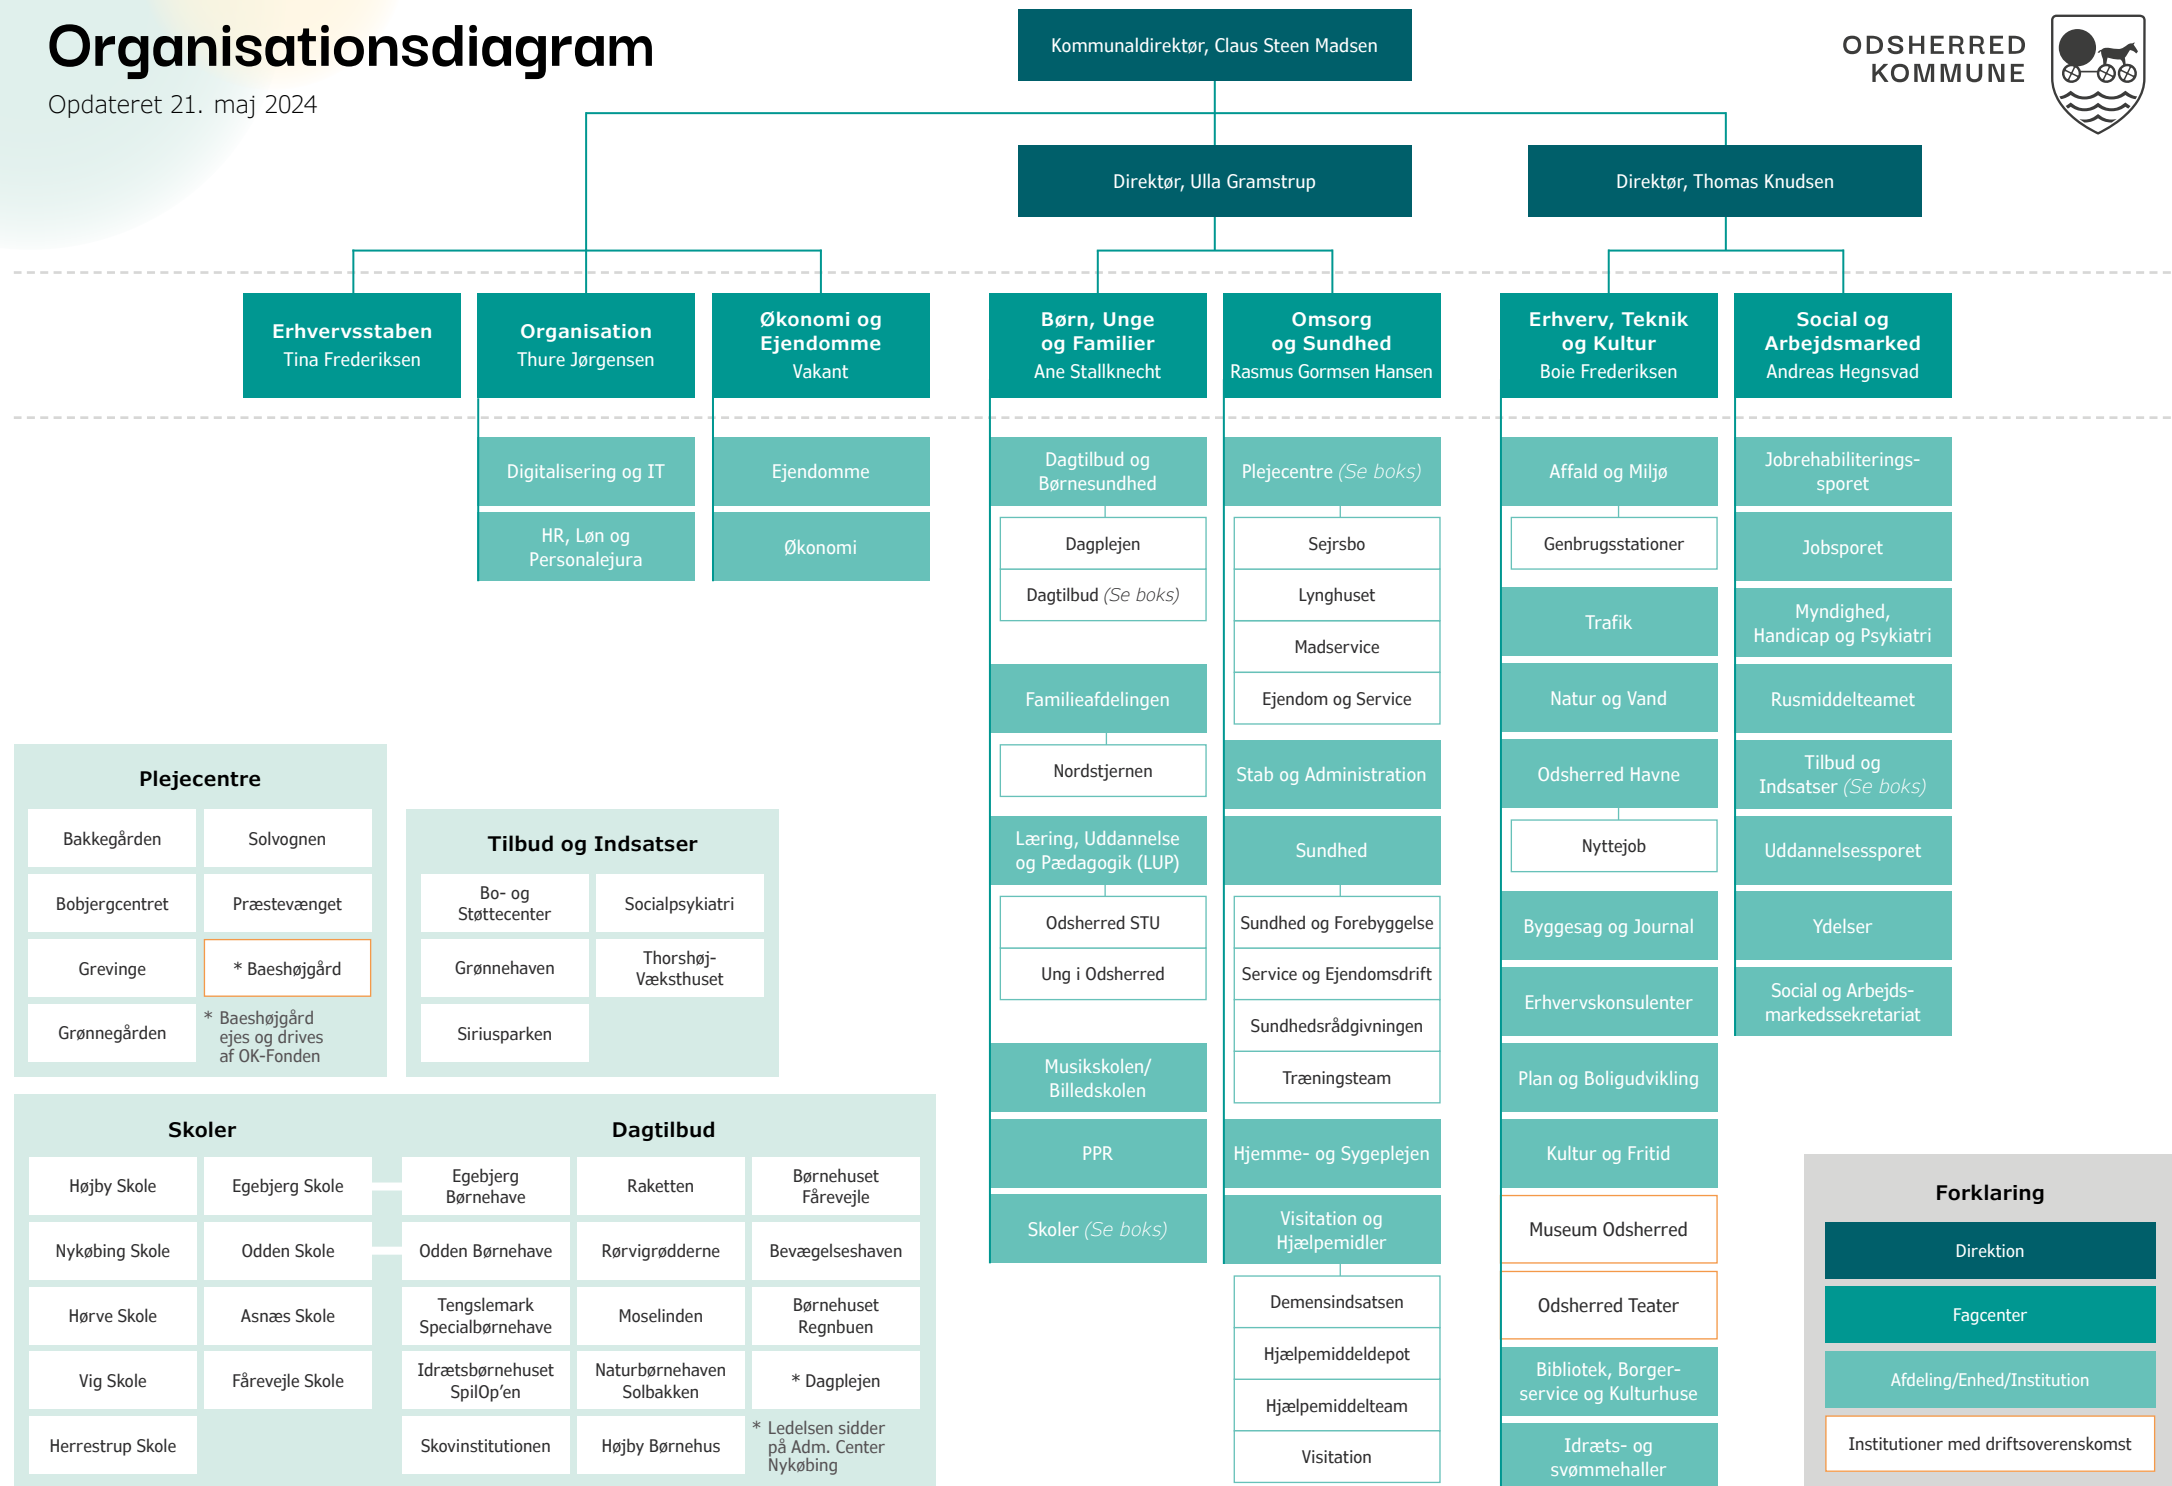 Organisationsdiagram
Opdateret 21. maj 2024
ODSHERRED
KOMMUNE
Kommunaldirektør, Claus Steen Madsen
Direktør, Ulla Gramstrup
Direktør, Thomas Knudsen
Erhvervsstaben
Tina Frederiksen
Organisation
Thure Jørgensen
Økonomi og
Ejendomme
Vakant
Børn, Unge
og Familier
Ane Stallknecht
Omsorg
og Sundhed
Rasmus Gormsen Hansen
Erhverv, Teknik
og Kultur
Boie Frederiksen
Social og
Arbejdsmarked
Andreas Hegnsvad
Digitalisering og IT
HR, Løn og
Personalejura
Ejendomme
Økonomi
Dagtilbud og
Børnesundhed
Dagplejen
Dagtilbud (Se boks)
Familieafdelingen
Nordstjernen
Læring, Uddannelse
og Pædagogik (LUP)
Odsherred STU
Ung i Odsherred
Musikskolen/
Billedskolen
PPR
Skoler (Se boks)
Plejecentre (Se boks)
Sejrsbo
Lynghuset
Madservice
Ejendom og Service
Stab og Administration
Sundhed
Sundhed og Forebyggelse
Service og Ejendomsdrift
Sundhedsrådgivningen
Træningsteam
Hjemme- og Sygeplejen
Visitation og
Hjælpemidler
Demensindsatsen
Hjælpemiddeldepot
Hjælpemiddelteam
Visitation
Affald og Miljø
Genbrugsstationer
Trafik
Natur og Vand
Odsherred Havne
Nyttejob
Byggesag og Journal
Erhvervskonsulenter
Plan og Boligudvikling
Kultur og Fritid
Museum Odsherred
Odsherred Teater
Bibliotek, Borger-
service og Kulturhuse
Idræts- og
svømmehaller
Jobrehabiliterings-
sporet
Jobsporet
Myndighed,
Handicap og Psykiatri
Rusmiddelteamet
Tilbud og
Indsatser (Se boks)
Uddannelsessporet
Ydelser
Social og Arbejds-
markedssekretariat
Plejecentre
Bakkegården
Solvognen
Bobjergcentret
Præstevænget
Grevinge
* Baeshøjgård
Grønnegården
* Baeshøjgård
ejes og drives
af OK-Fonden
Tilbud og Indsatser
Bo- og
Støttecenter
Socialpsykiatri
Grønnehaven
Thorshøj-
Væksthuset
Siriusparken
Skoler
Højby Skole
Egebjerg Skole
Nykøbing Skole
Odden Skole
Hørve Skole
Asnæs Skole
Vig Skole
Fårevejle Skole
Herrestrup Skole
Dagtilbud
Egebjerg
Børnehave
Raketten
Børnehuset
Fårevejle
Odden Børnehave
Rørvigrødderne
Bevægelseshaven
Tengslemark
Specialbørnehave
Moselinden
Børnehuset
Regnbuen
Idrætsbørnehuset
SpilOp'en
Naturbørnehaven
Solbakken
* Dagplejen
Skovinstitutionen
Højby Børnehus
* Ledelsen sidder
på Adm. Center
Nykøbing
Forklaring
Direktion
Fagcenter
Afdeling/Enhed/Institution
Institutioner med driftsoverenskomst